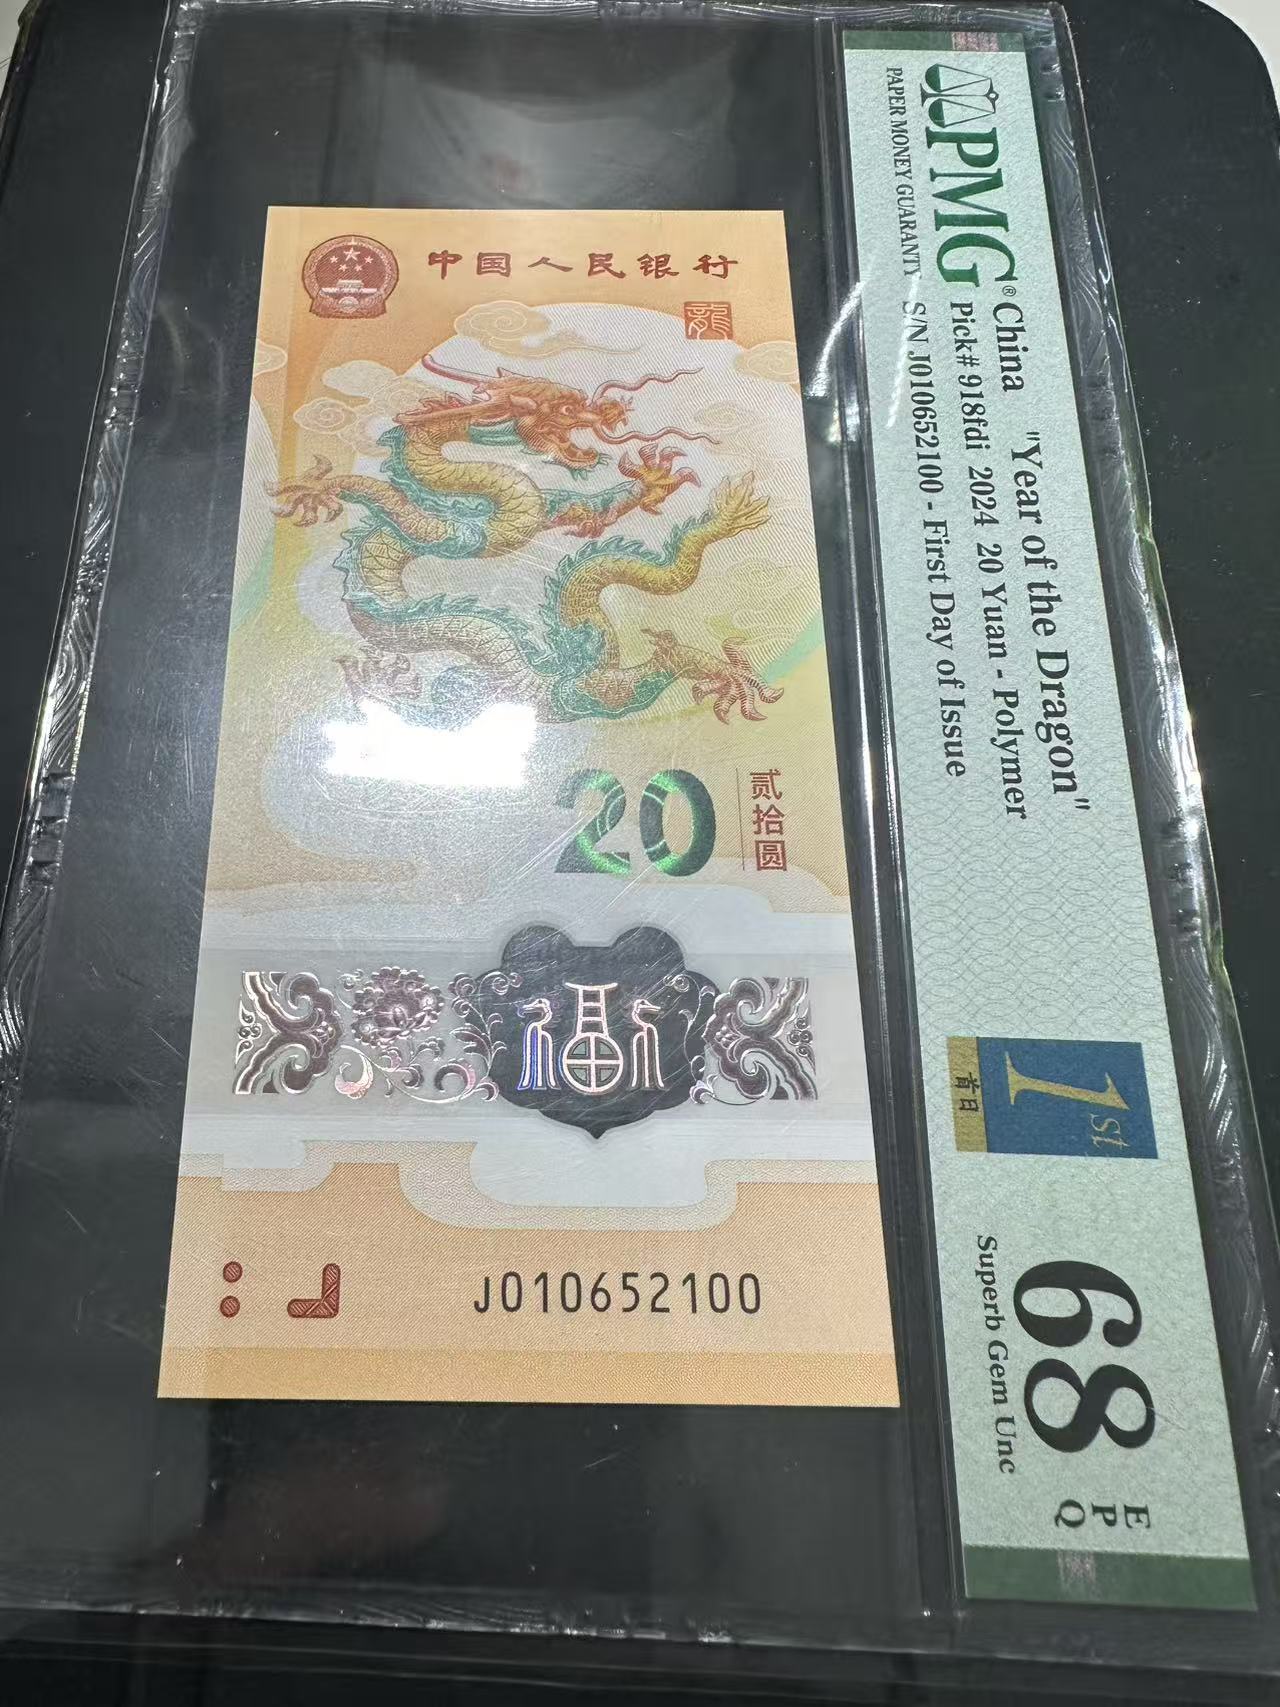 中国人民银行
龍
20
贰拾圆
福
J010652100
PMG®
PAPER MONEY GUARANTY
China "Year of the Dragon"
Pick# 918fdi 2024 20 Yuan - Polymer
S/N J010652100 - First Day of Issue
1st
首日
68 EPQ
Superb Gem Unc